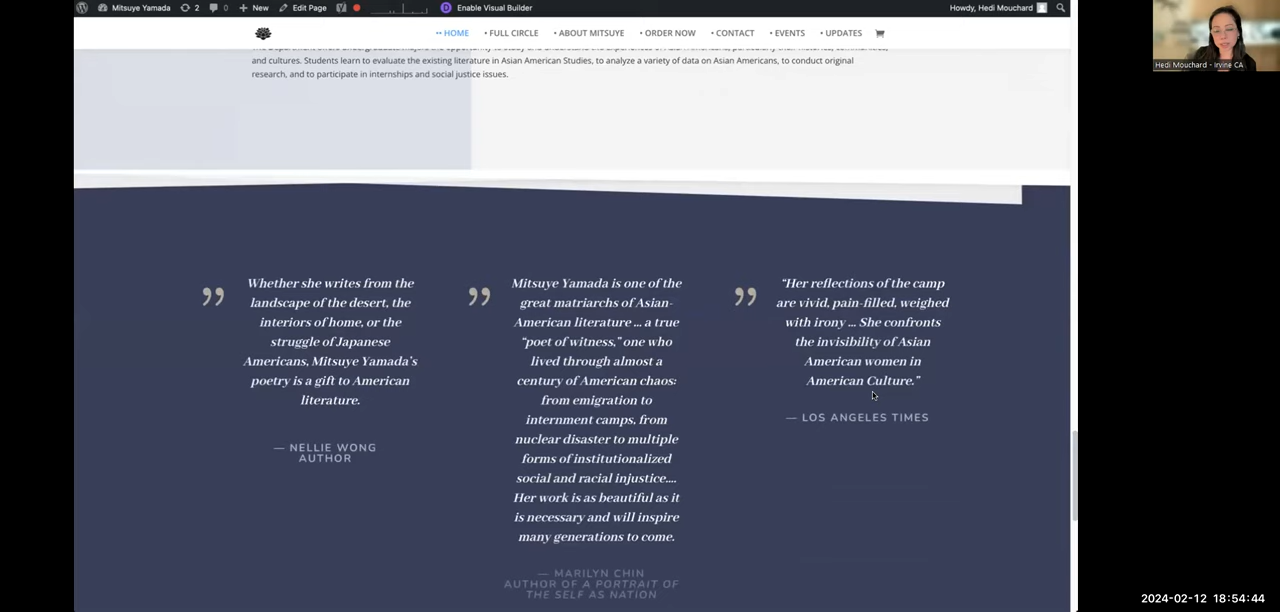 Mitsuye Yamada 2 0 New Edit Page Enable Visual Builder Howdy, Hedi Mouchard
•• HOME • FULL CIRCLE • ABOUT MITSUYE • ORDER NOW • CONTACT • EVENTS • UPDATES
and cultures. Students learn to evaluate the existing literature in Asian American Studies, to analyze a variety of data on Asian Americans, to conduct original
research, and to participate in internships and social justice issues.
Whether she writes from the
landscape of the desert, the
interiors of home, or the
struggle of Japanese
Americans, Mitsuye Yamada's
poetry is a gift to American
literature.
— NELLIE WONG
AUTHOR
Mitsuye Yamada is one of the
great matriarchs of Asian-
American literature ... a true
“poet of witness,” one who
lived through almost a
century of American chaos:
from emigration to
internment camps, from
nuclear disaster to multiple
forms of institutionalized
social and racial injustice....
Her work is as beautiful as it
is necessary and will inspire
many generations to come.
— MARILYN CHIN
AUTHOR OF A PORTRAIT OF
THE SELF AS NATION
“Her reflections of the camp
are vivid, pain-filled, weighed
with irony ... She confronts
the invisibility of Asian
American women in
American Culture.”
— LOS ANGELES TIMES
Hedi Mouchard - Irvine CA
2024-02-12 18:54:44